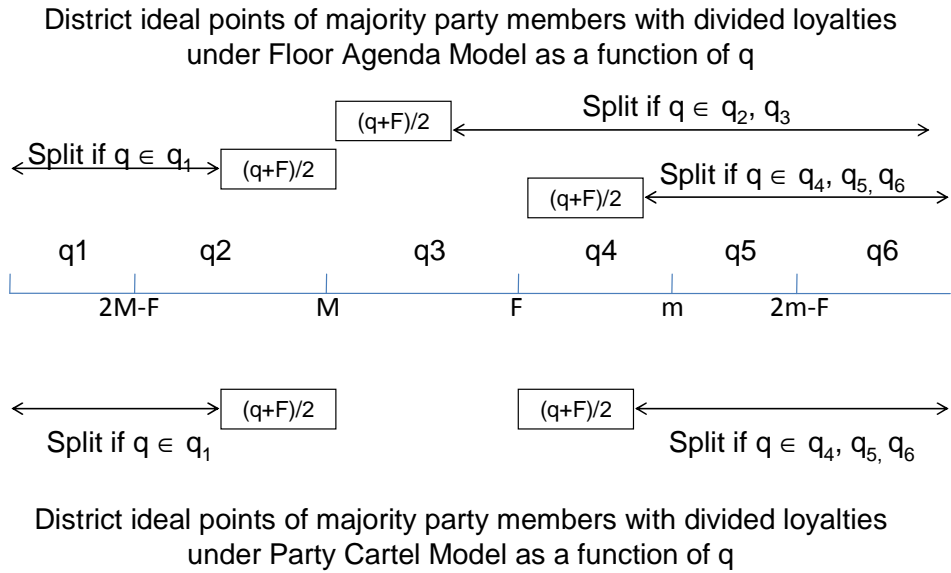 District ideal points of majority party members with divided loyalties
under Floor Agenda Model as a function of q
(q+F)/2
Split if q ∈ q₂, q₃
Split if q ∈ q₁
(q+F)/2
(q+F)/2
Split if q ∈ q₄, q₅, q₆
q1
q2
q3
q4
q5
q6
2M-F
M
F
m
2m-F
(q+F)/2
(q+F)/2
Split if q ∈ q₁
Split if q ∈ q₄, q₅, q₆
District ideal points of majority party members with divided loyalties
under Party Cartel Model as a function of q